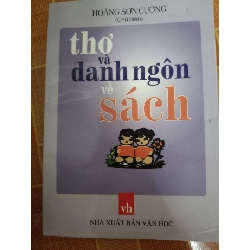 HOÀNG SƠN CƯỜNG
thơ
và
danh ngôn
về
sách
vh
NHÀ XUẤT BẢN VĂN HỌC